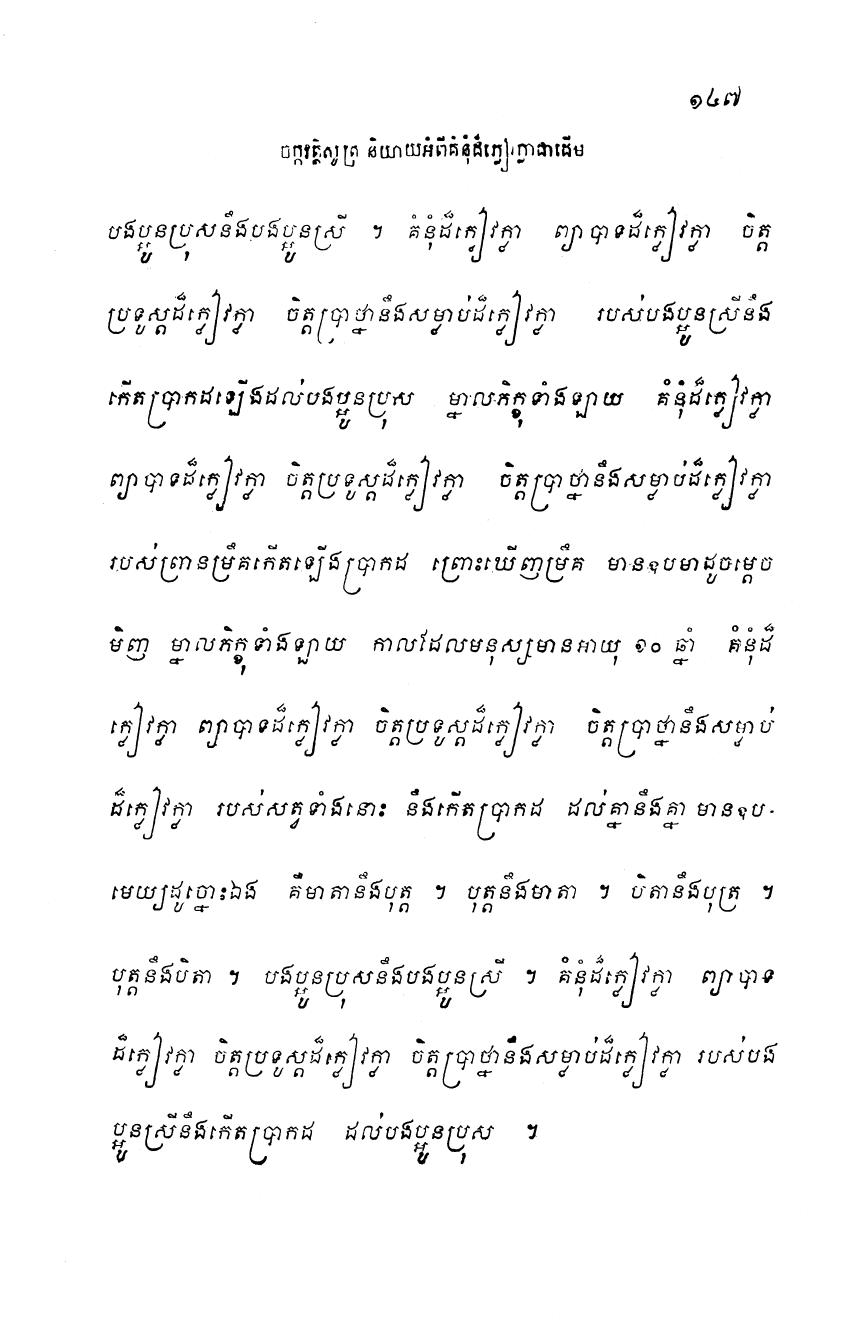 ១៤៧
ចក្កវត្តិសូត្រ និយាយអំពីគំនុំដ៏ក្លៀវក្លាជាដើម
បងប្អូនប្រុសនឹងបងប្អូនស្រី ។ គំនុំដ៏ក្លៀវក្លា ព្យាបាទដ៏ក្លៀវក្លា ចិត្ត
ប្រទូស្តដ៏ក្លៀវក្លា ចិត្តប្រាថ្នានឹងសម្លាប់ដ៏ក្លៀវក្លា របស់បងប្អូនស្រីនឹង
កើតប្រាកដឡើងដល់បងប្អូនប្រុស ម្នាលភិក្ខុទាំងឡាយ គំនុំដ៏ក្លៀវក្លា
ព្យាបាទដ៏ក្លៀវក្លា ចិត្តប្រទូស្តដ៏ក្លៀវក្លា ចិត្តប្រាថ្នានឹងសម្លាប់ដ៏ក្លៀវក្លា
របស់ព្រានម្រឹគកើតឡើងប្រាកដ ព្រោះឃើញម្រឹគ មានឧបមាដូចម្តេច
មិញ ម្នាលភិក្ខុទាំងឡាយ កាលដែលមនុស្សមានអាយុ ១០ ឆ្នាំ គំនុំដ៏
ក្លៀវក្លា ព្យាបាទដ៏ក្លៀវក្លា ចិត្តប្រទូស្តដ៏ក្លៀវក្លា ចិត្តប្រាថ្នានឹងសម្លាប់
ដ៏ក្លៀវក្លា របស់សត្វទាំងនោះ នឹងកើតប្រាកដ ដល់គ្នានឹងគ្នា មានឧប-
មេយ្យដូច្នោះឯង គឺមាតានឹងបុត្ត ។ បុត្តនឹងមាតា ។ បិតានឹងបុត្រ ។
បុត្តនឹងបិតា ។ បងប្អូនប្រុសនឹងបងប្អូនស្រី ។ គំនុំដ៏ក្លៀវក្លា ព្យាបាទ
ដ៏ក្លៀវក្លា ចិត្តប្រទូស្តដ៏ក្លៀវក្លា ចិត្តប្រាថ្នានឹងសម្លាប់ដ៏ក្លៀវក្លា របស់បង
ប្អូនស្រីនឹងកើតប្រាកដ ដល់បងប្អូនប្រុស ។